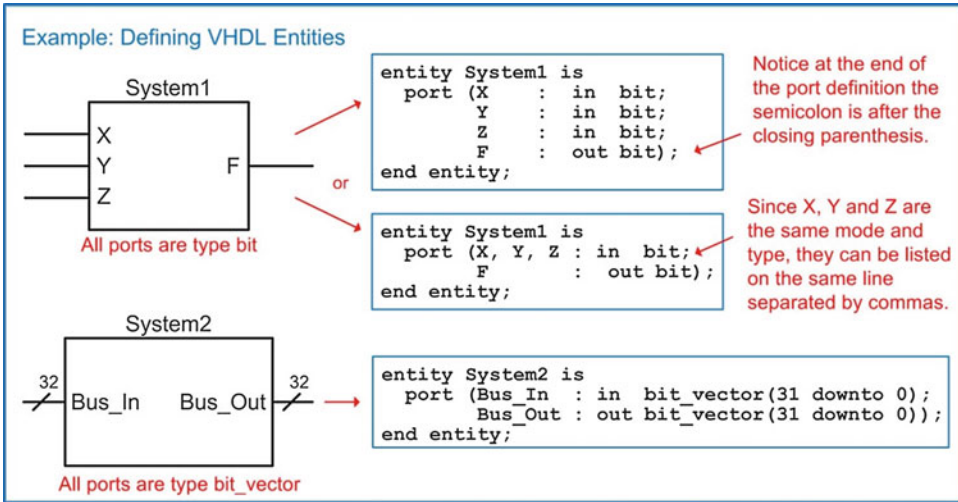 Example: Defining VHDL Entities
System1
X
Y
Z
F
All ports are type bit
or
entity System1 is
port (X : in bit;
Y : in bit;
Z : in bit;
F : out bit);
end entity;
Notice at the end of
the port definition the
semicolon is after the
closing parenthesis.
entity System1 is
port (X, Y, Z : in bit;
F : out bit);
end entity;
Since X, Y and Z are
the same mode and
type, they can be listed
on the same line
separated by commas.
System2
32
Bus_In
Bus_Out
32
All ports are type bit_vector
entity System2 is
port (Bus_In : in bit_vector(31 downto 0);
Bus_Out : out bit_vector(31 downto 0));
end entity;